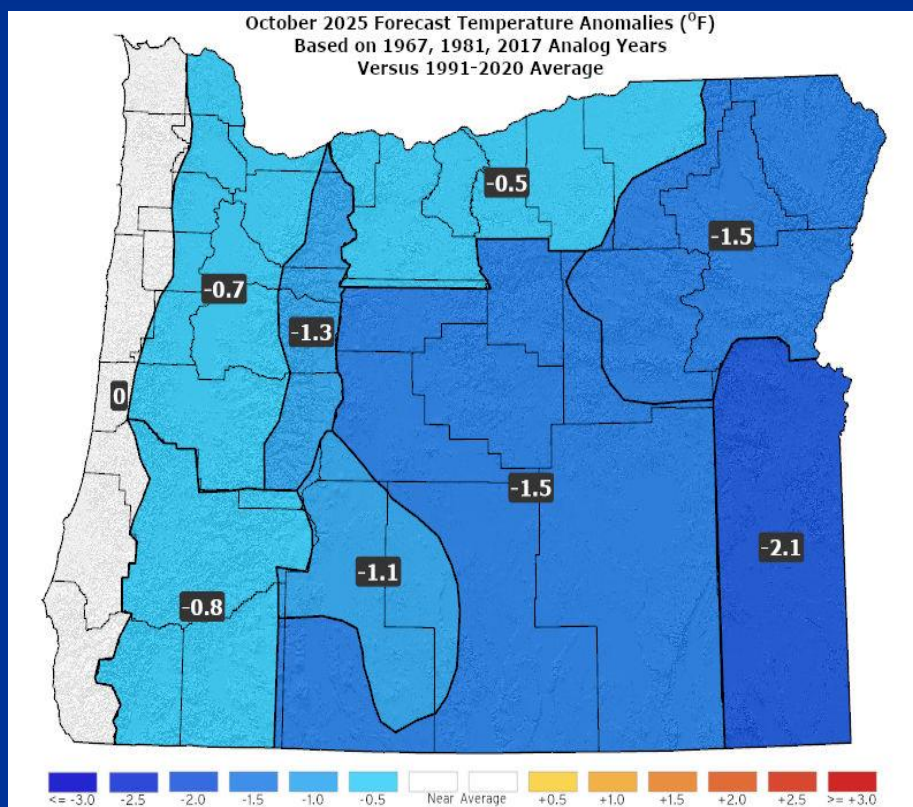 October 2025 Forecast Temperature Anomalies (°F)
Based on 1967, 1981, 2017 Analog Years
Versus 1991-2020 Average
-0.5
-1.5
-0.7
-1.3
0
-1.5
-2.1
-1.1
-0.8
<= -3.0 -2.5 -2.0 -1.5 -1.0 -0.5 Near Average +0.5 +1.0 +1.5 +2.0 +2.5 >= +3.0